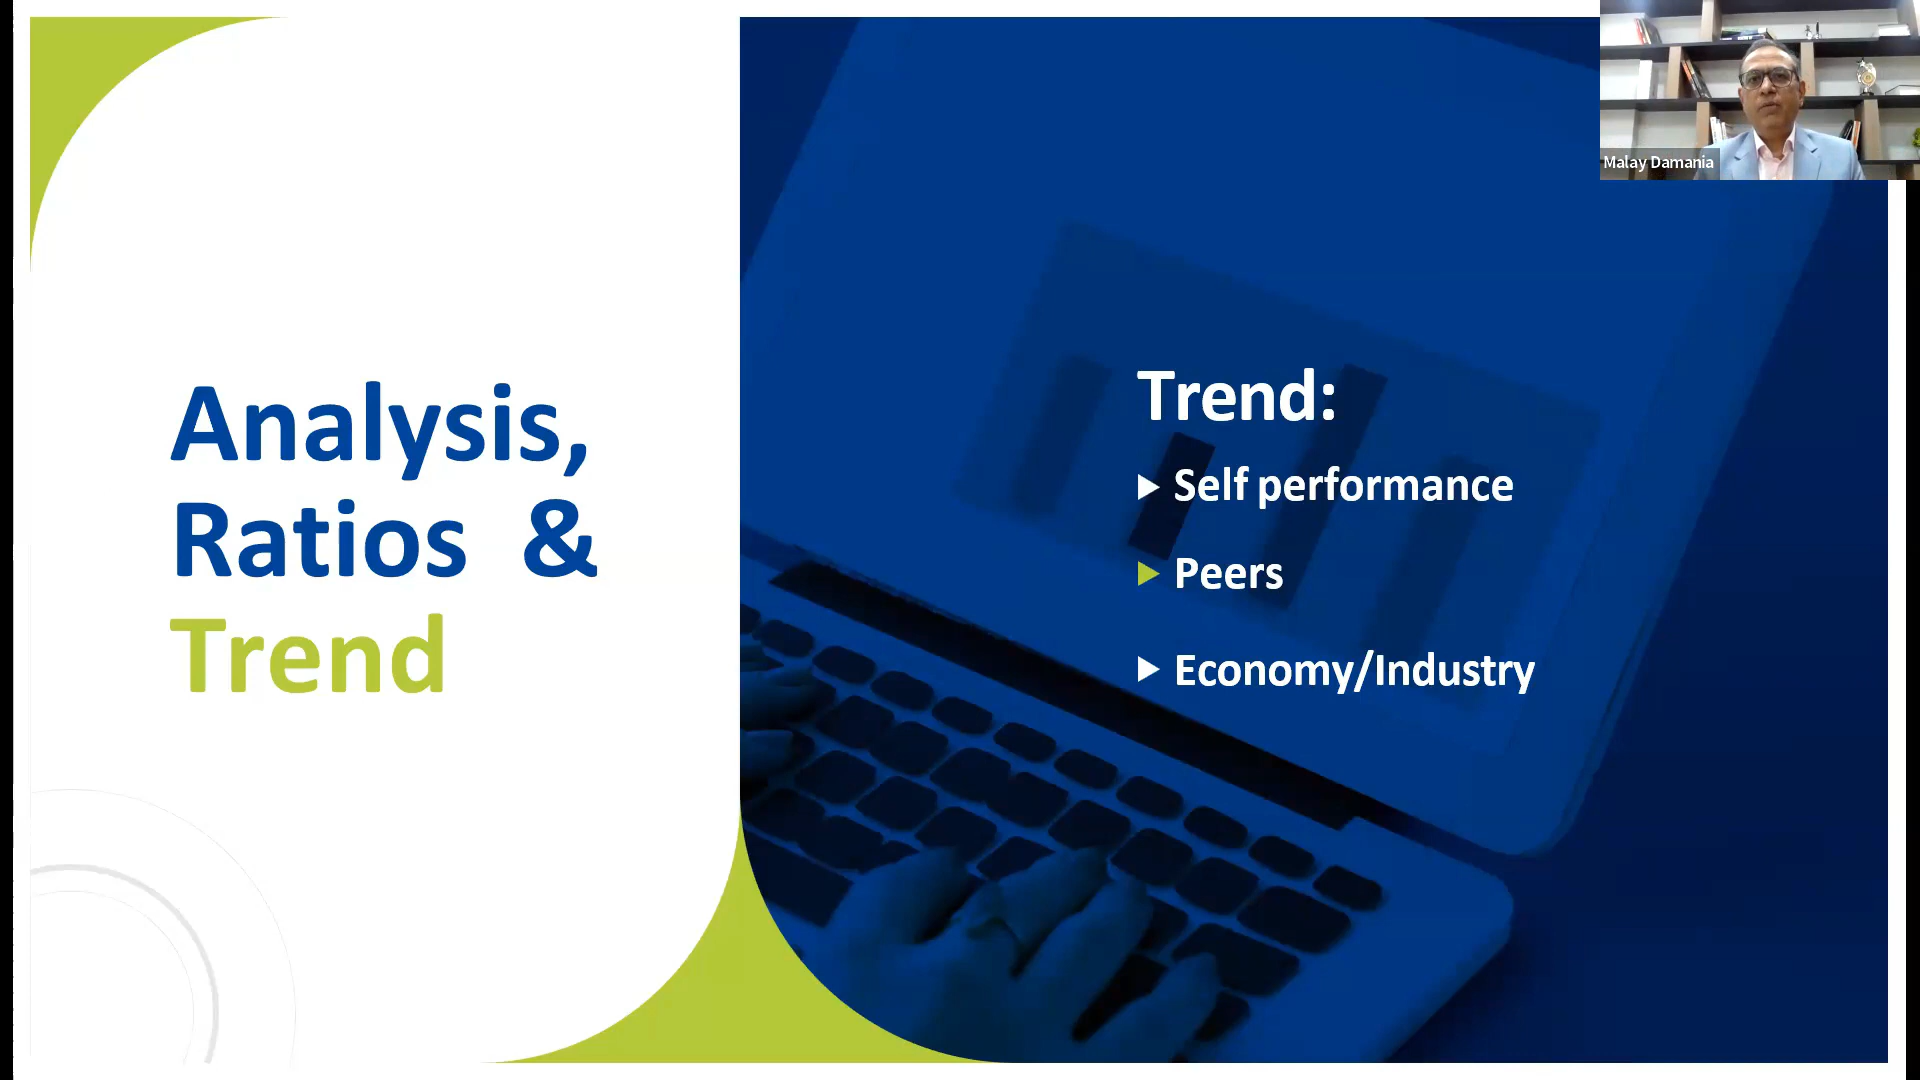 Analysis,
Ratios &
Trend
Trend:
Self performance
Peers
Economy/Industry
Malay Damania